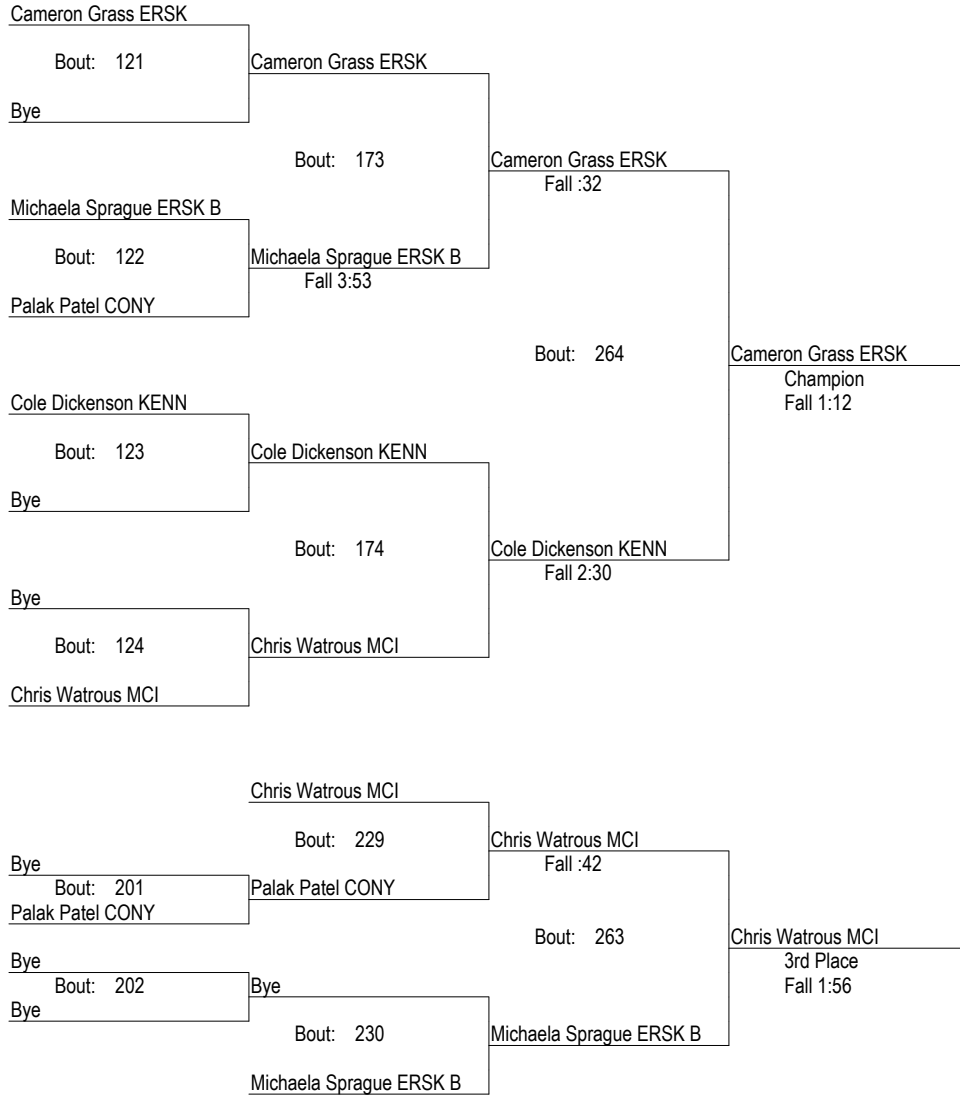 Cameron Grass ERSK
Bout: 121
Cameron Grass ERSK
Bye
Bout: 173
Cameron Grass ERSK
Fall :32
Michaela Sprague ERSK B
Bout: 122
Michaela Sprague ERSK B
Fall 3:53
Palak Patel CONY
Bout: 264
Cameron Grass ERSK
Champion
Fall 1:12
Cole Dickenson KENN
Bout: 123
Cole Dickenson KENN
Bye
Bout: 174
Cole Dickenson KENN
Fall 2:30
Bye
Bout: 124
Chris Watrous MCI
Chris Watrous MCI
Chris Watrous MCI
Bout: 229
Chris Watrous MCI
Fall :42
Bye
Bout: 201
Palak Patel CONY
Palak Patel CONY
Bout: 263
Chris Watrous MCI
3rd Place
Fall 1:56
Bye
Bout: 202
Bye
Bye
Bout: 230
Michaela Sprague ERSK B
Michaela Sprague ERSK B